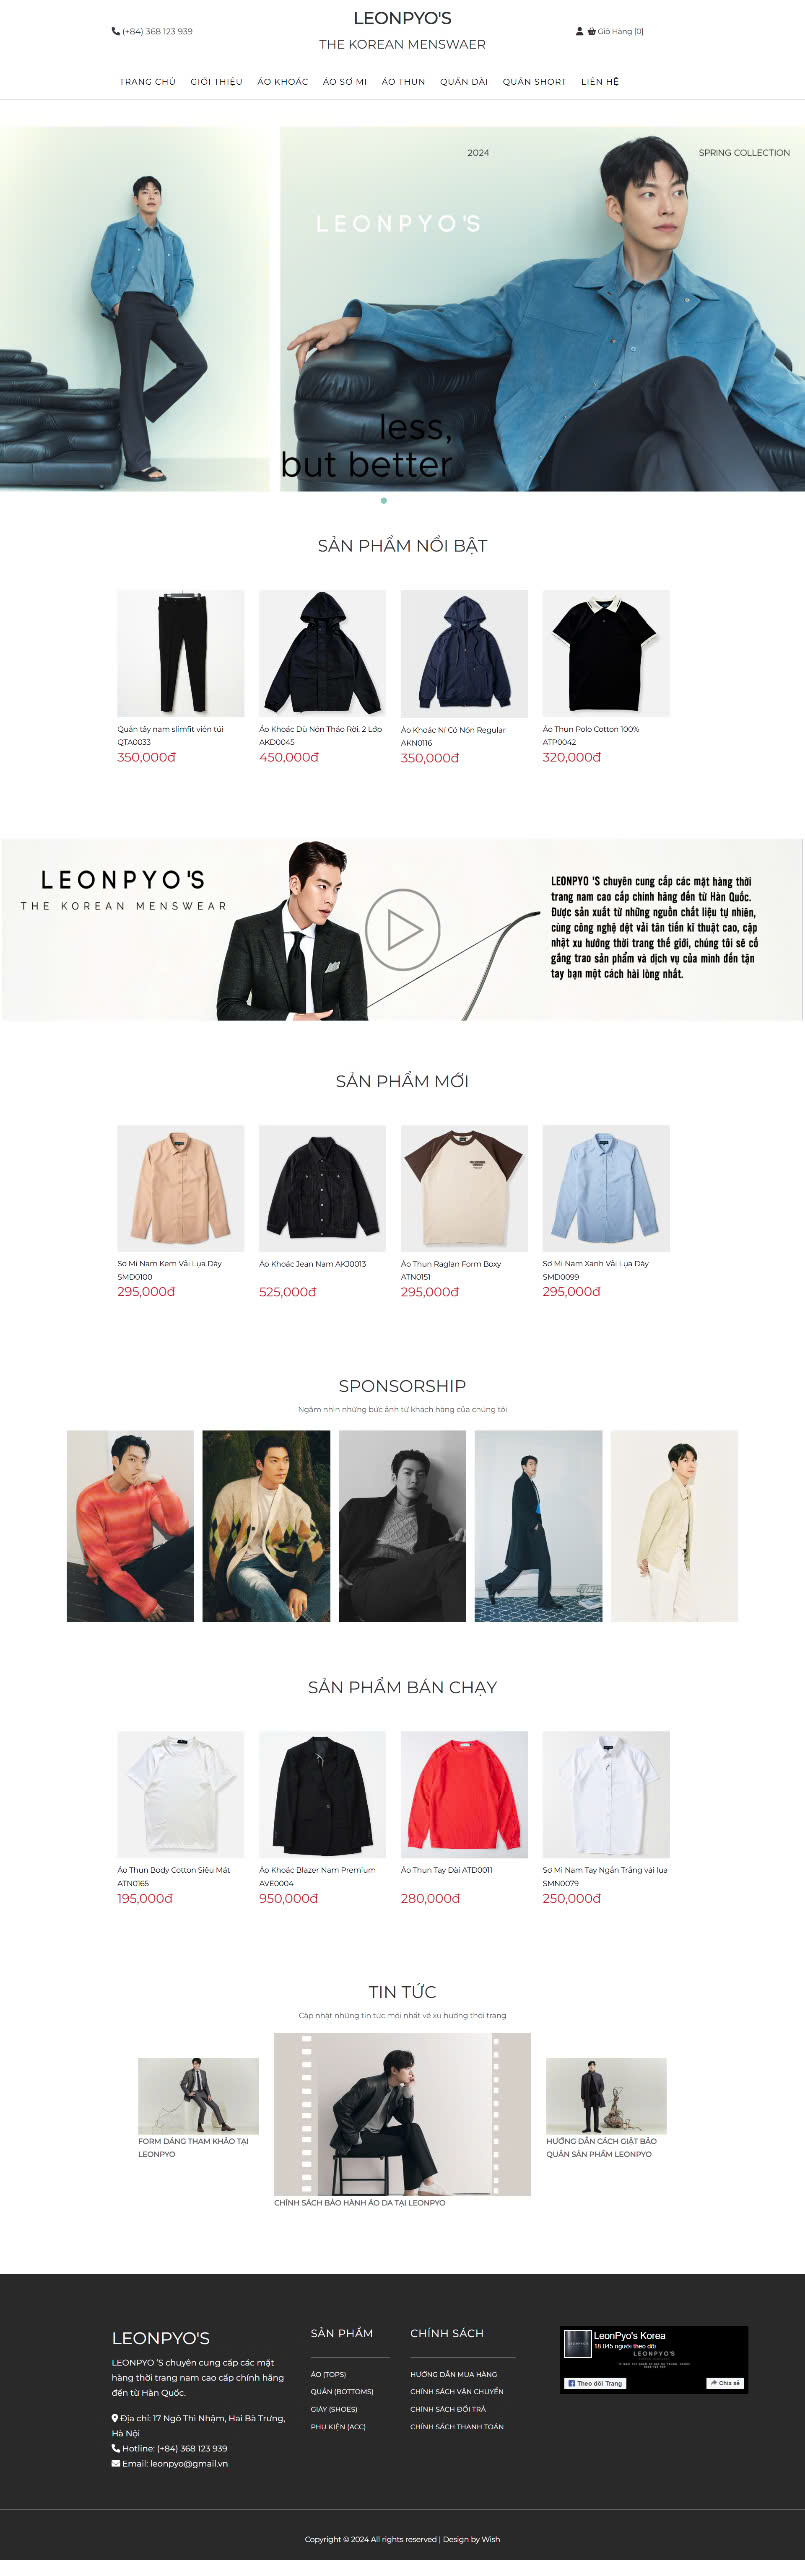 LEONPYO'S
(+84) 368 123 939
Giỏ Hàng [0]
THE KOREAN MENSWAER
TRANG CHỦ GIỚI THIỆU ÁO KHOÁC ÁO SƠ MI ÁO THUN QUẦN DÀI QUẦN SHORT LIÊN HỆ
2024
SPRING COLLECTION
LEONPYO'S
less,
but better
SẢN PHẨM NỔI BẬT
Quần tây nam slimfit viền túi
QTA0033
350,000đ
Áo Khoác Dù Nón Tháo Rời, 2 Lớp
AKD0045
450,000đ
Áo Khoác Nỉ Có Nón Regular
AKN0116
350,000đ
Áo Thun Polo Cotton 100%
ATP0042
320,000đ
LEONPYO'S
THE KOREAN MENSWEAR
LEONPYO 'S chuyên cung cấp các mặt hàng thời
trang nam cao cấp chính hãng đến từ Hàn Quốc.
Được sản xuất từ những nguồn chất liệu tự nhiên,
cùng công nghệ dệt vải tân tiến kĩ thuật cao, cập
nhật xu hướng thời trang thế giới, chúng tôi sẽ cố
gắng trao sản phẩm và dịch vụ của mình đến tận
tay bạn một cách hài lòng nhất.
SẢN PHẨM MỚI
Sơ Mi Nam Kem Vải Lụa Dày
SMD0100
295,000đ
Áo Khoác Jean Nam AKJ0013
525,000đ
Áo Thun Raglan Form Boxy
ATN0151
295,000đ
Sơ Mi Nam Xanh Vải Lụa Dày
SMD0099
295,000đ
SPONSORSHIP
Ngắm nhìn những bức ảnh từ khách hàng của chúng tôi
SẢN PHẨM BÁN CHẠY
Áo Thun Body Cotton Siêu Mát
ATN0165
195,000đ
Áo Khoác Blazer Nam Premium
AVE0004
950,000đ
Áo Thun Tay Dài ATD0011
280,000đ
Sơ Mi Nam Tay Ngắn Trắng vải lụa
SMN0079
250,000đ
TIN TỨC
Cập nhật những tin tức mới nhất về xu hướng thời trang
FORM DÁNG THAM KHẢO TẠI
LEONPYO
CHÍNH SÁCH BẢO HÀNH ÁO DA TẠI LEONPYO
HƯỚNG DẪN CÁCH GIẶT BẢO
QUẢN SẢN PHẨM LEONPYO
LEONPYO'S
LEONPYO 'S chuyên cung cấp các mặt
hàng thời trang nam cao cấp chính hãng
đến từ Hàn Quốc.
Địa chỉ: 17 Ngô Thì Nhậm, Hai Bà Trưng,
Hà Nội
Hotline: (+84) 368 123 939
Email: leonpyo@gmail.vn
SẢN PHẨM
ÁO (TOPS)
QUẦN (BOTTOMS)
GIÀY (SHOES)
PHỤ KIỆN (ACC)
CHÍNH SÁCH
HƯỚNG DẪN MUA HÀNG
CHÍNH SÁCH VẬN CHUYỂN
CHÍNH SÁCH ĐỔI TRẢ
CHÍNH SÁCH THANH TOÁN
LeonPyo's Korea
18 045 người theo dõi
LEONPYO'S
Theo dõi Trang
Chia sẻ
Copyright © 2024 All rights reserved | Design by Wish